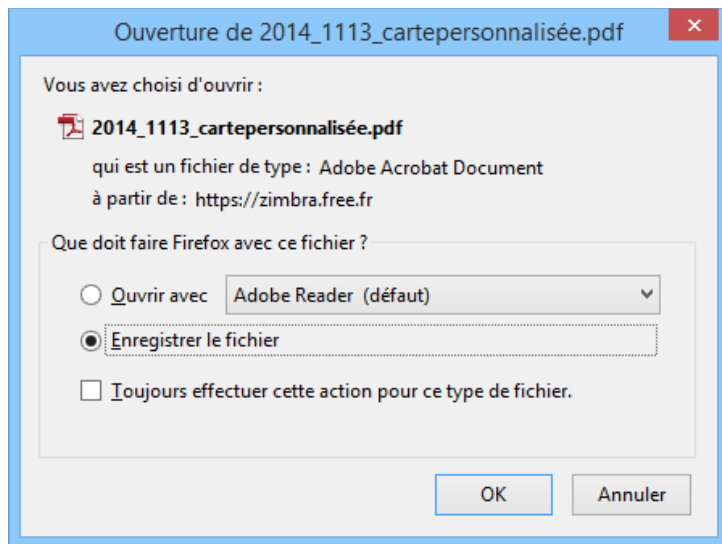 Ouverture de 2014_1113_cartepersonnalisée.pdf
Vous avez choisi d'ouvrir :
2014_1113_cartepersonnalisée.pdf
qui est un fichier de type : Adobe Acrobat Document
à partir de : https://zimbra.free.fr
Que doit faire Firefox avec ce fichier ?
Ouvrir avec Adobe Reader (défaut)
Enregistrer le fichier
Toujours effectuer cette action pour ce type de fichier.
OK Annuler